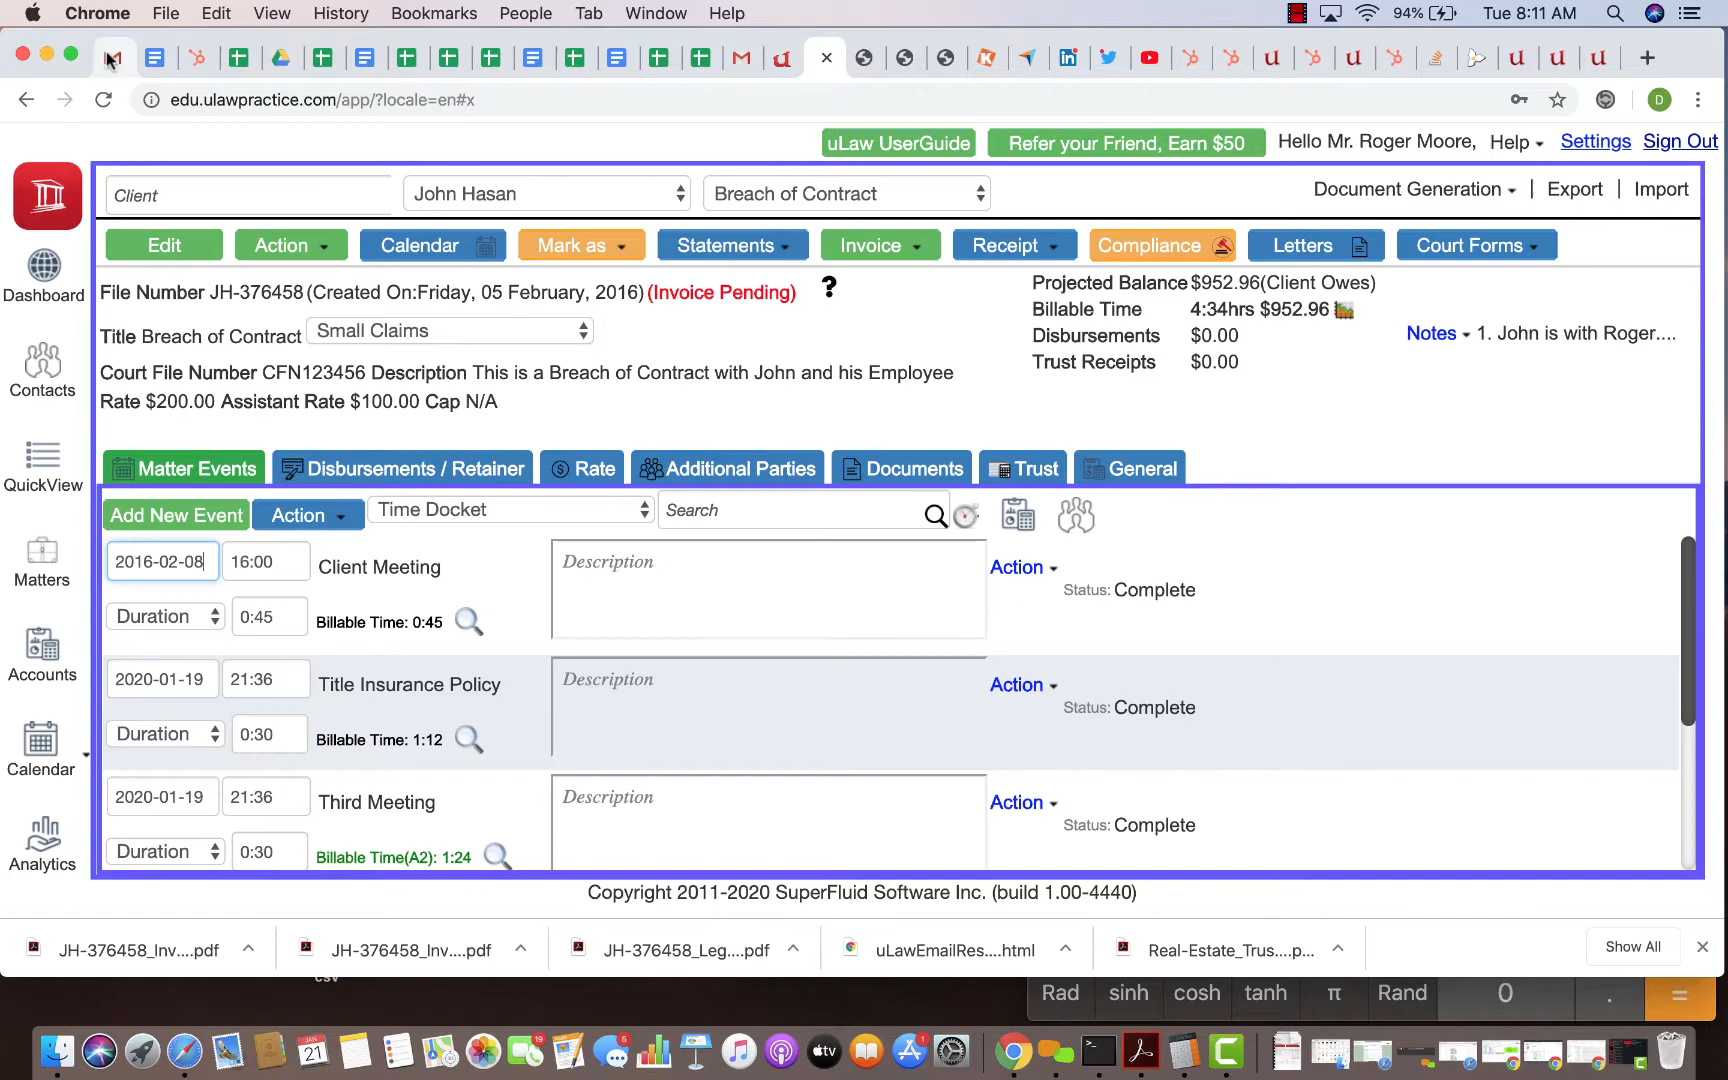 Chrome File Edit View History Bookmarks People Tab Window Help 94% Tue 8:11 AM
edu.ulawpractice.com/app/?locale=en#x D
uLaw UserGuide Refer your Friend, Earn $50 Hello Mr. Roger Moore, Help Settings Sign Out
Client John Hasan Breach of Contract Document Generation | Export | Import
Edit Action Calendar Mark as Statements Invoice Receipt Compliance Letters Court Forms
File Number JH-376458 (Created On:Friday, 05 February, 2016) (Invoice Pending) ?
Title Breach of Contract Small Claims
Court File Number CFN123456 Description This is a Breach of Contract with John and his Employee
Rate $200.00 Assistant Rate $100.00 Cap N/A
Projected Balance $952.96(Client Owes)
Billable Time 4:34hrs $952.96
Disbursements $0.00
Trust Receipts $0.00
Notes 1. John is with Roger....
Dashboard
Contacts
QuickView
Matters
Accounts
Calendar
Analytics
Matter Events Disbursements / Retainer Rate Additional Parties Documents Trust General
Add New Event Action Time Docket Search
2016-02-08 16:00 Client Meeting Description Action
Status: Complete
Duration 0:45 Billable Time: 0:45
2020-01-19 21:36 Title Insurance Policy Description Action
Status: Complete
Duration 0:30 Billable Time: 1:12
2020-01-19 21:36 Third Meeting Description Action
Status: Complete
Duration 0:30 Billable Time(A2): 1:24
Copyright 2011-2020 SuperFluid Software Inc. (build 1.00-4440)
JH-376458_Inv....pdf JH-376458_Inv....pdf JH-376458_Leg....pdf uLawEmailRes....html Real-Estate_Trus....p... Show All
csv
Rad sinh cosh tanh π Rand 0 . =
JAN 21 19 5 tv 1